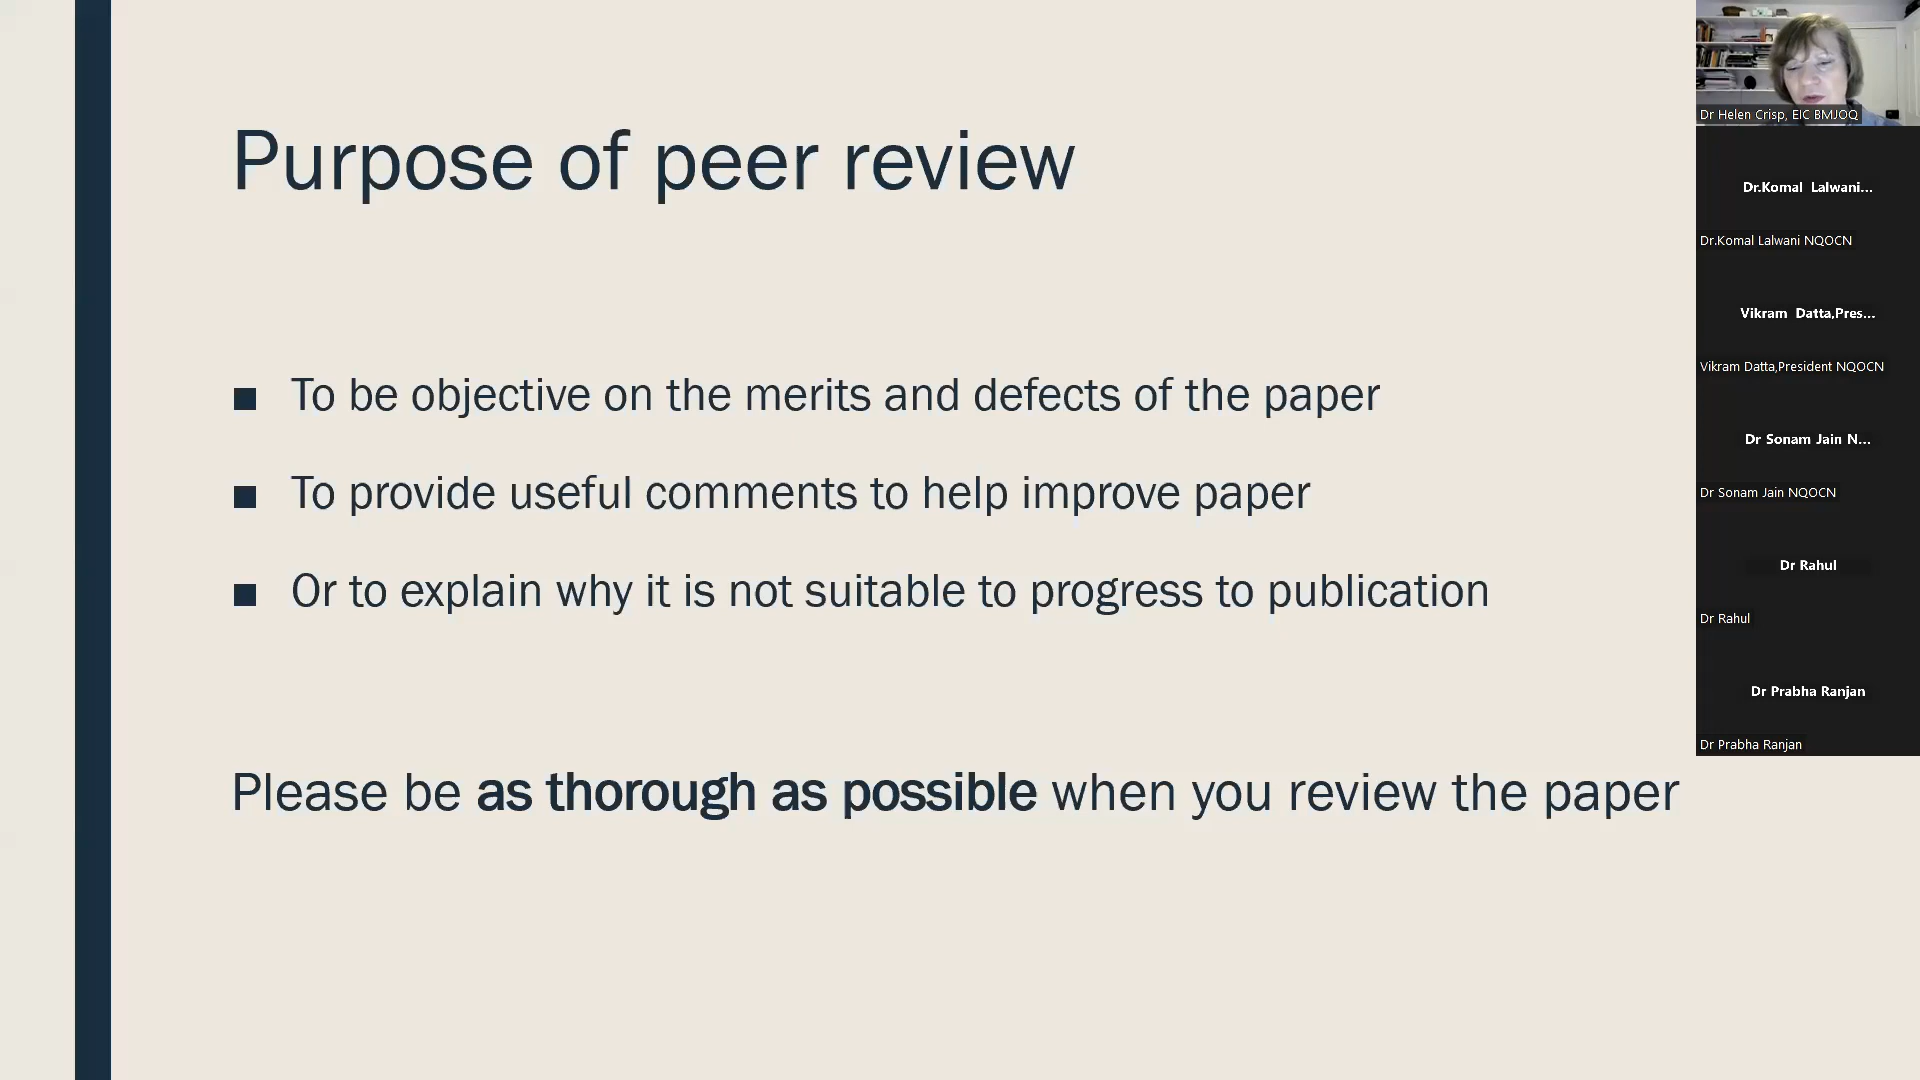 Purpose of peer review
To be objective on the merits and defects of the paper
To provide useful comments to help improve paper
Or to explain why it is not suitable to progress to publication
Please be as thorough as possible when you review the paper
Dr Helen Crisp, EIC BMJOQ
Dr.Komal Lalwani...
Dr.Komal Lalwani NQOCN
Vikram Datta,Pres...
Vikram Datta,President NQOCN
Dr Sonam Jain N...
Dr Sonam Jain NQOCN
Dr Rahul
Dr Rahul
Dr Prabha Ranjan
Dr Prabha Ranjan